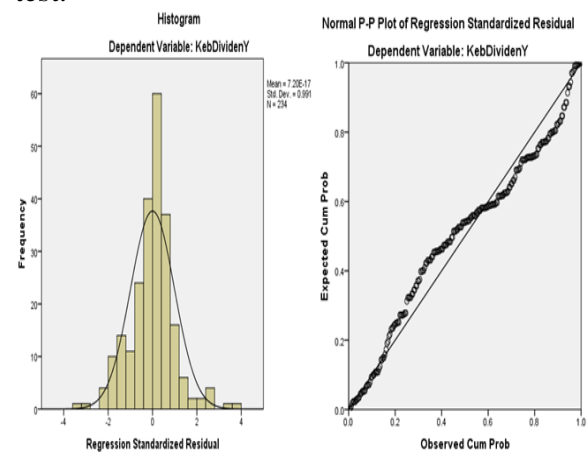 test.
Histogram
Dependent Variable: KebDividenY
Mean = 7.20E-17
Std. Dev. = 0.991
N = 234
Frequency
60
50
40
30
20
10
0
-4 -2 0 2 4
Regression Standardized Residual
Normal P-P Plot of Regression Standardized Residual
Dependent Variable: KebDividenY
Expected Cum Prob
1.0
0.8
0.6
0.4
0.2
0.0
0.0 0.2 0.4 0.6 0.8 1.0
Observed Cum Prob